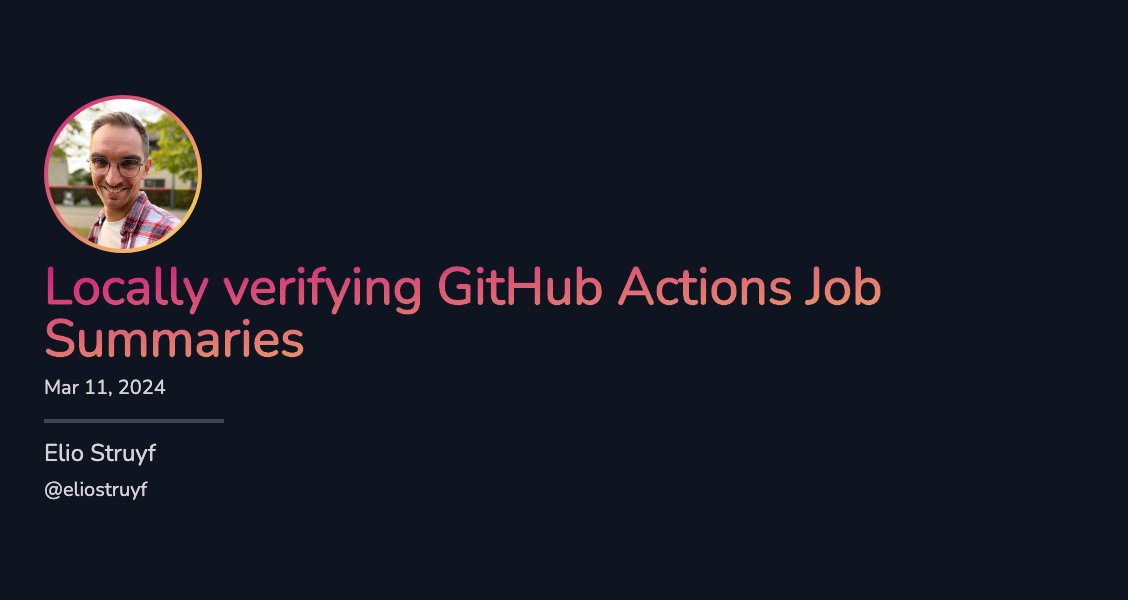 Locally verifying GitHub Actions Job
Summaries
Mar 11, 2024
Elio Struyf
@eliostruyf